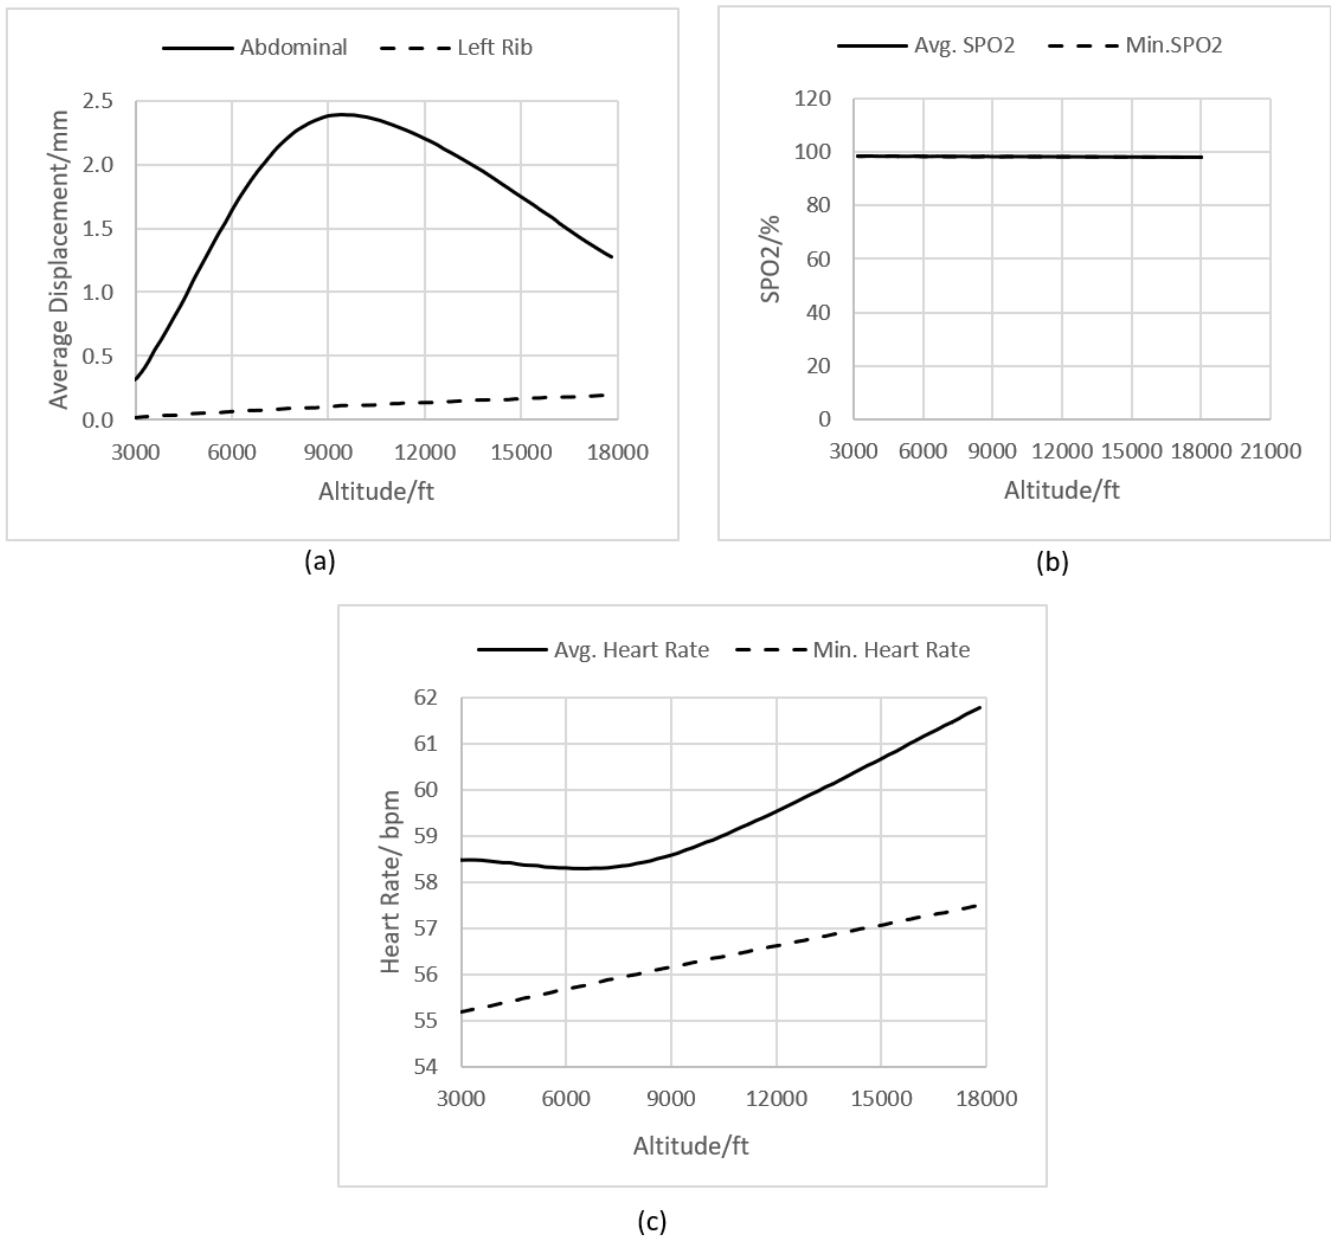 Abdominal Left Rib
2.5
2.0
1.5
1.0
0.5
0.0
Average Displacement/mm
3000 6000 9000 12000 15000 18000
Altitude/ft
(a)
Avg. SPO2 Min.SPO2
120
100
80
60
40
20
0
SPO2/%
3000 6000 9000 12000 15000 18000 21000
Altitude/ft
(b)
Avg. Heart Rate Min. Heart Rate
62
61
60
59
58
57
56
55
54
Heart Rate/ bpm
3000 6000 9000 12000 15000 18000
Altitude/ft
(c)